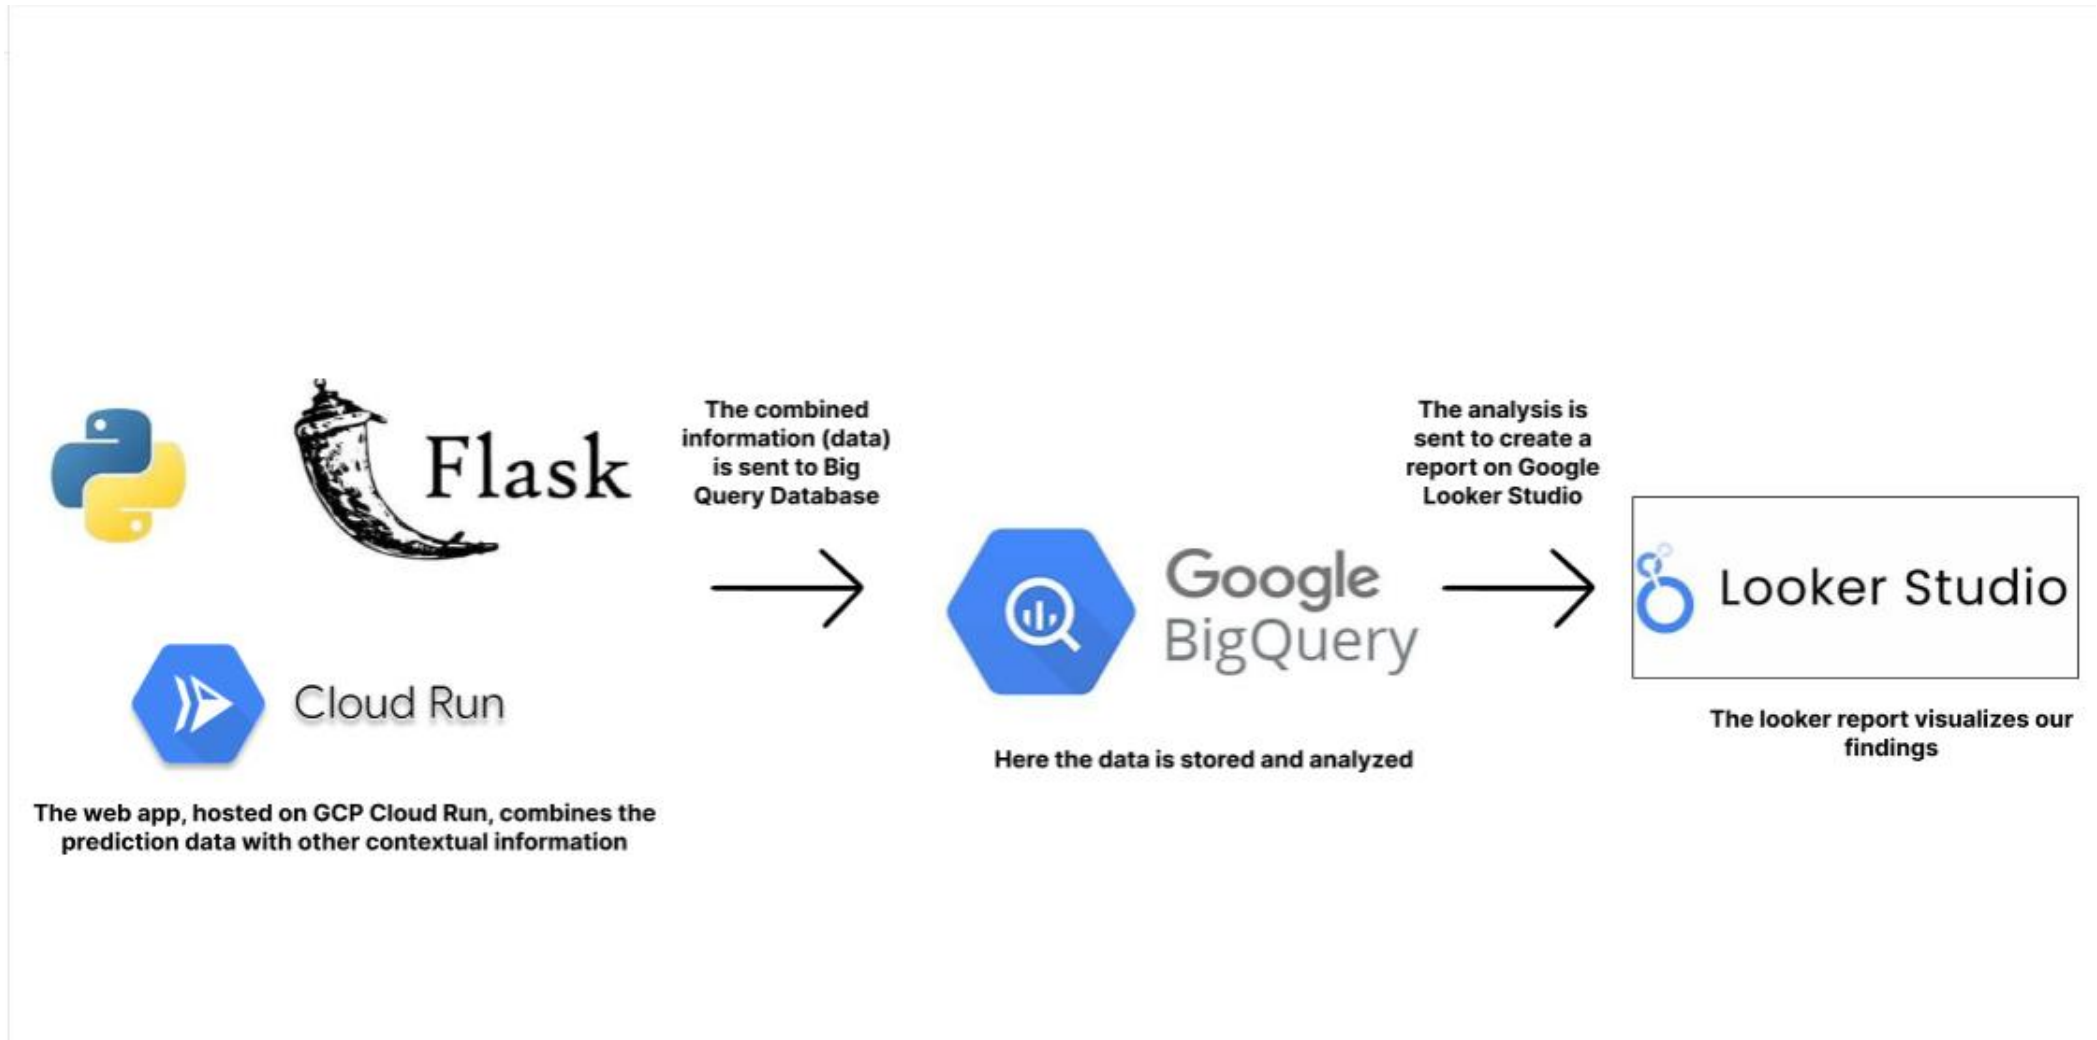 Flask
Cloud Run
The web app, hosted on GCP Cloud Run, combines the
prediction data with other contextual information
The combined
information (data)
is sent to Big
Query Database
Google
BigQuery
Here the data is stored and analyzed
The analysis is
sent to create a
report on Google
Looker Studio
Looker Studio
The looker report visualizes our
findings